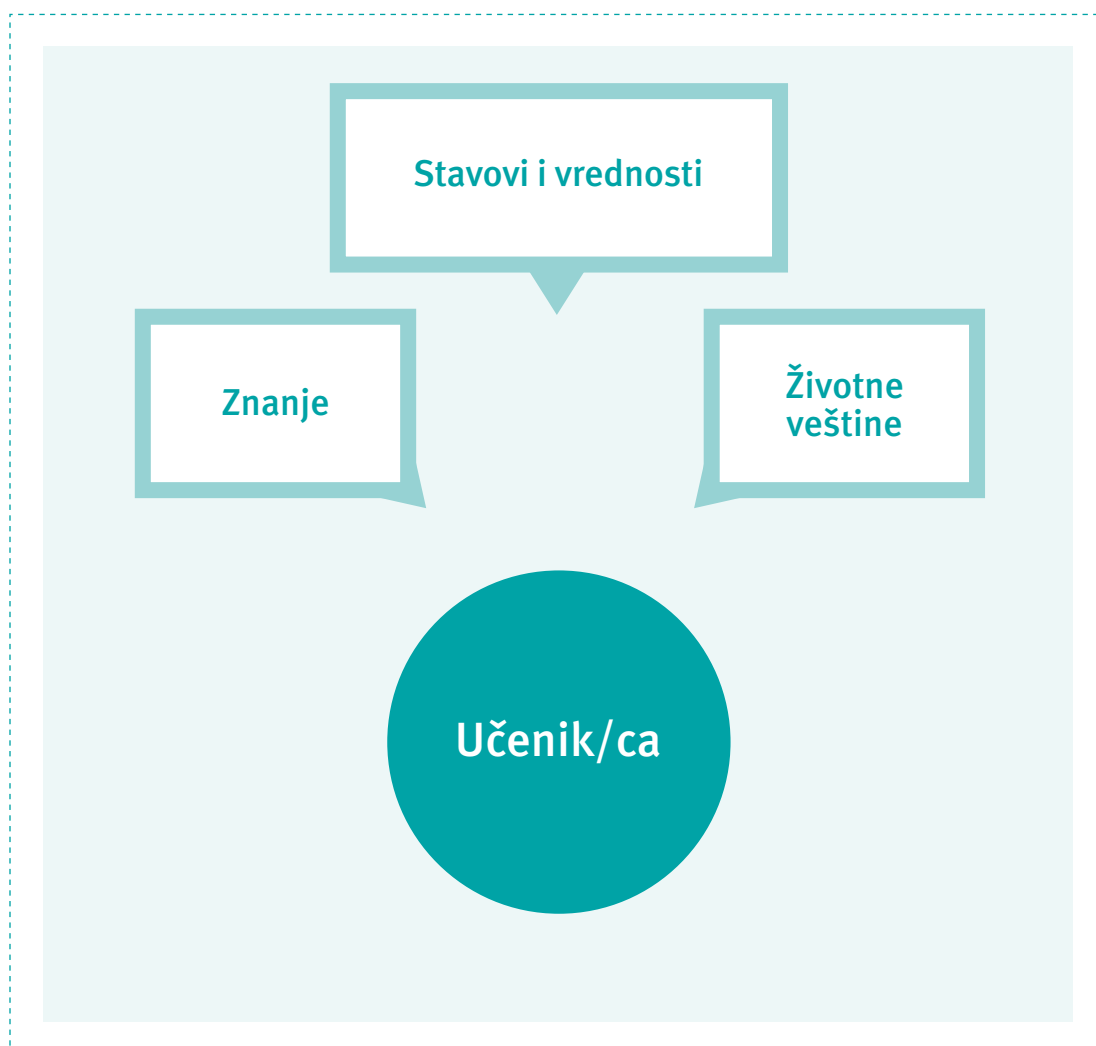 Stavovi i vrednosti
Znanje
Životne
veštine
Učenik/ca